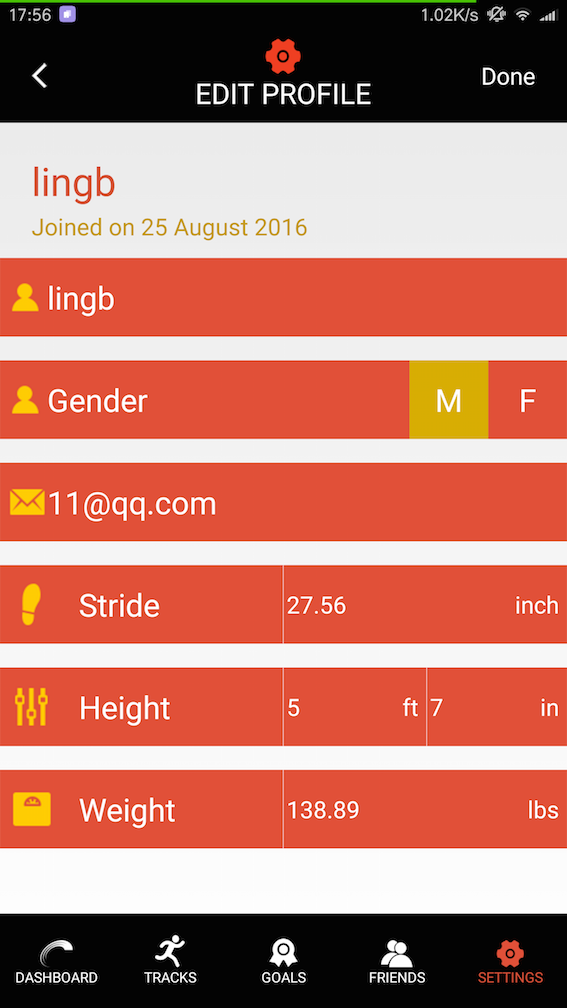 17:56 1.02K/s
EDIT PROFILE
Done
lingb
Joined on 25 August 2016
lingb
Gender M F
11@qq.com
Stride 27.56 inch
Height 5 ft 7 in
Weight 138.89 lbs
DASHBOARD TRACKS GOALS FRIENDS SETTINGS